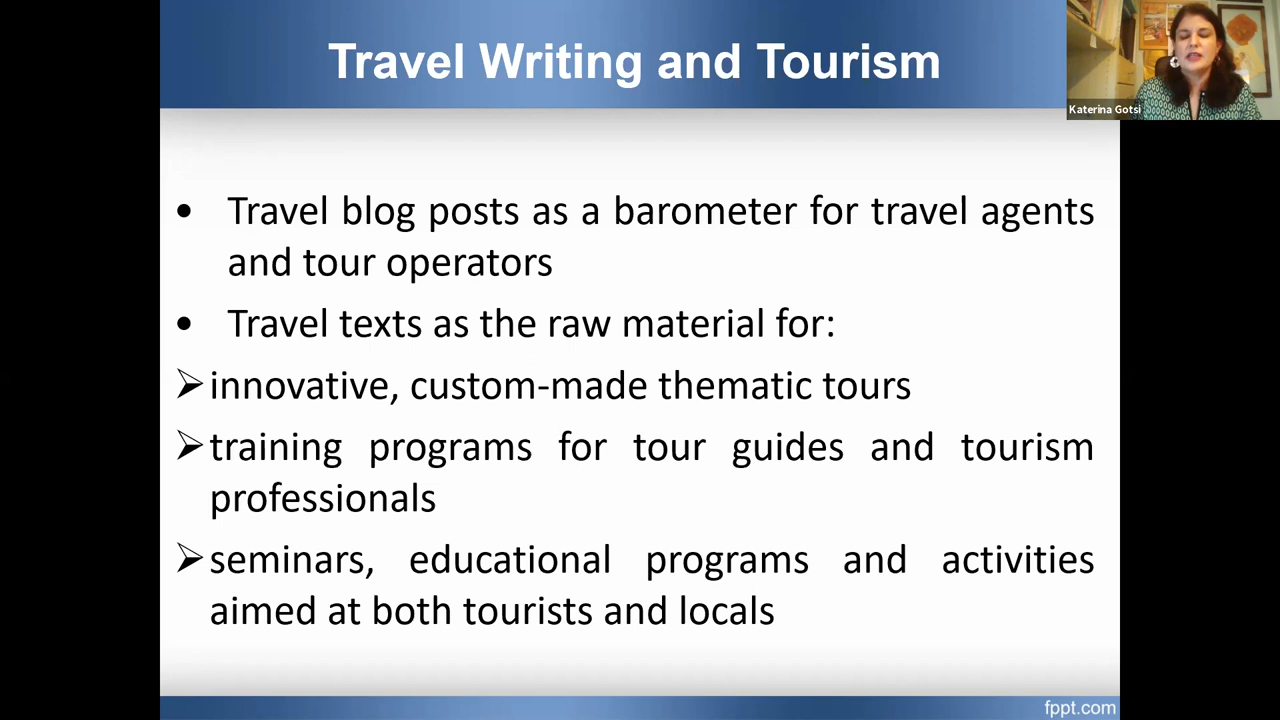 Travel Writing and Tourism
Katerina Gotsi
• Travel blog posts as a barometer for travel agents
and tour operators
• Travel texts as the raw material for:
➢innovative, custom-made thematic tours
➢training programs for tour guides and tourism
professionals
➢seminars, educational programs and activities
aimed at both tourists and locals
fppt.com